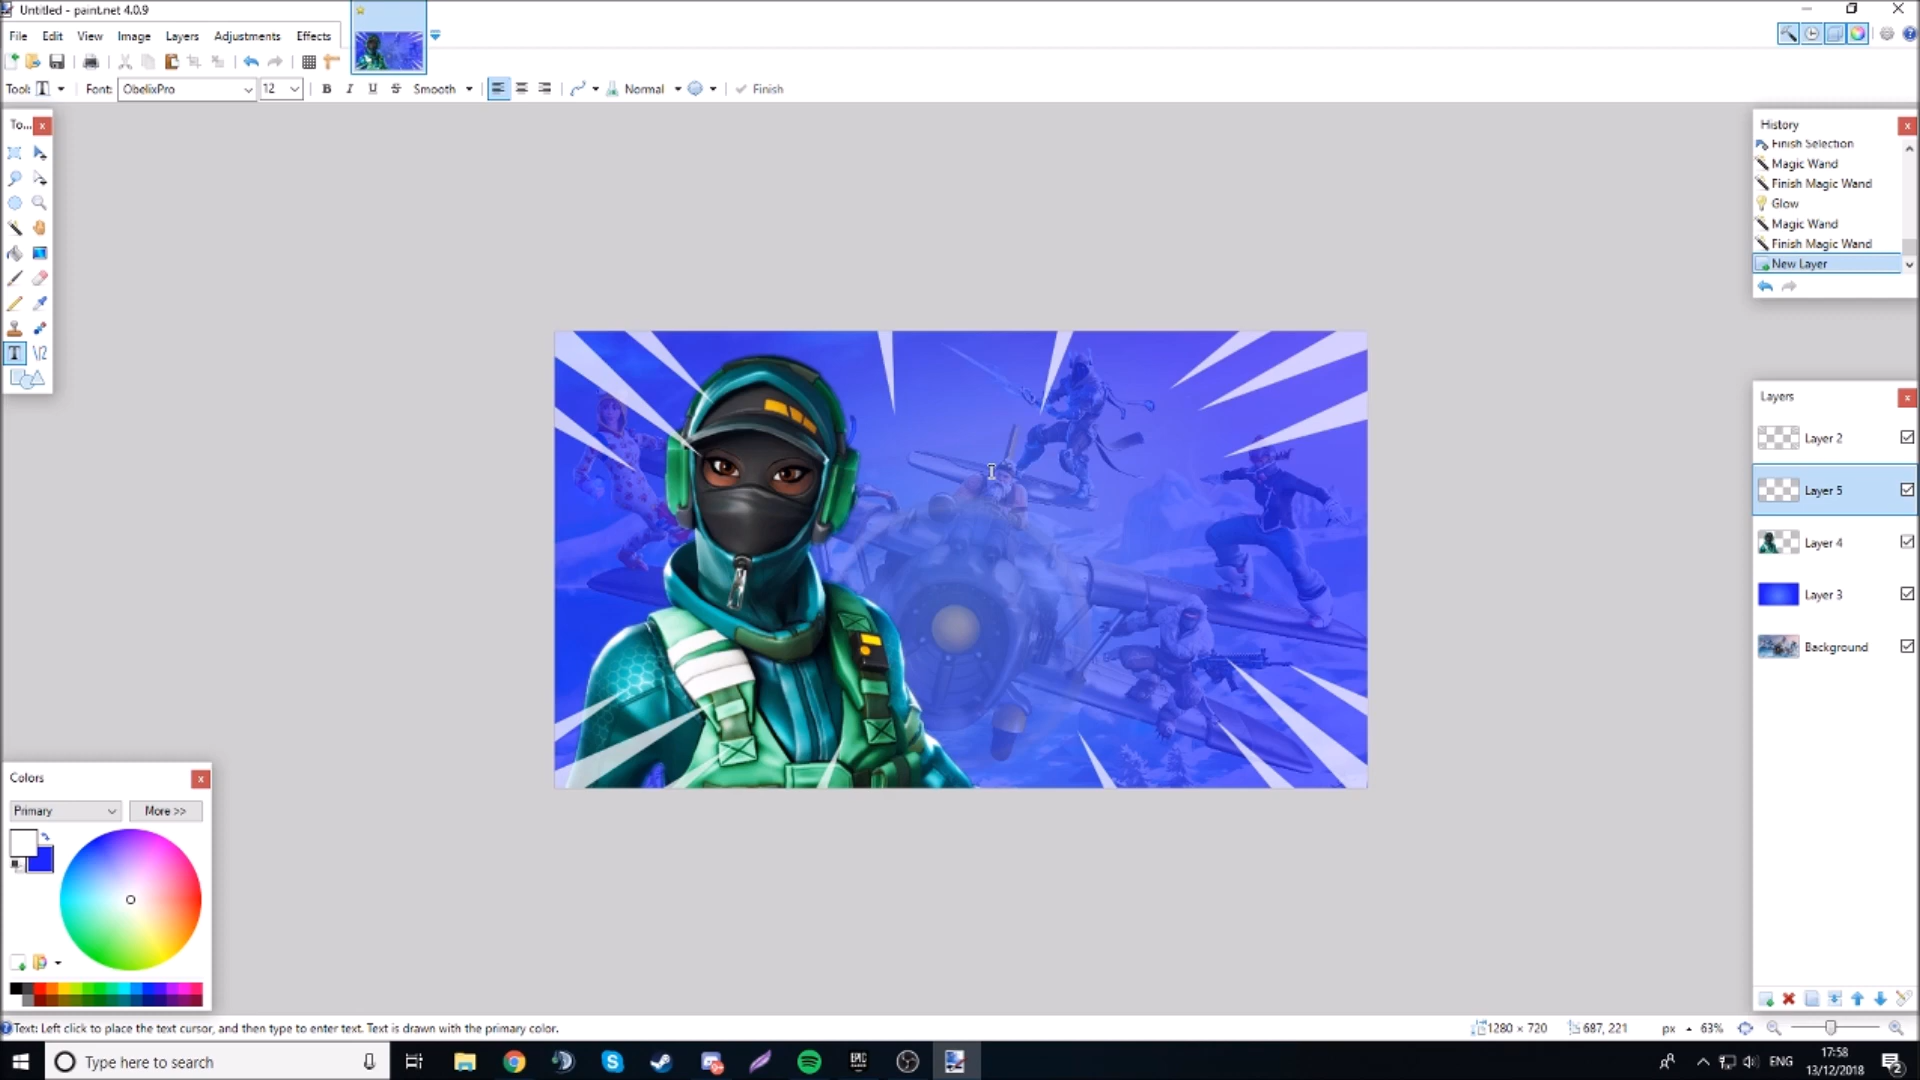 Untitled - paint.net 4.0.9
File Edit View Image Layers Adjustments Effects
Tool: T Font: ObelixPro 12 B I U S Smooth Normal Finish
To...
History
Finish Selection
Magic Wand
Finish Magic Wand
Glow
Magic Wand
Finish Magic Wand
New Layer
Layers
Layer 2
Layer 5
Layer 4
Layer 3
Background
Colors
Primary More >>
Text: Left click to place the text cursor, and then type to enter text. Text is drawn with the primary color.
1280 × 720 687, 221 px 63%
Type here to search
EPIC
ENG
17:58
13/12/2018
2